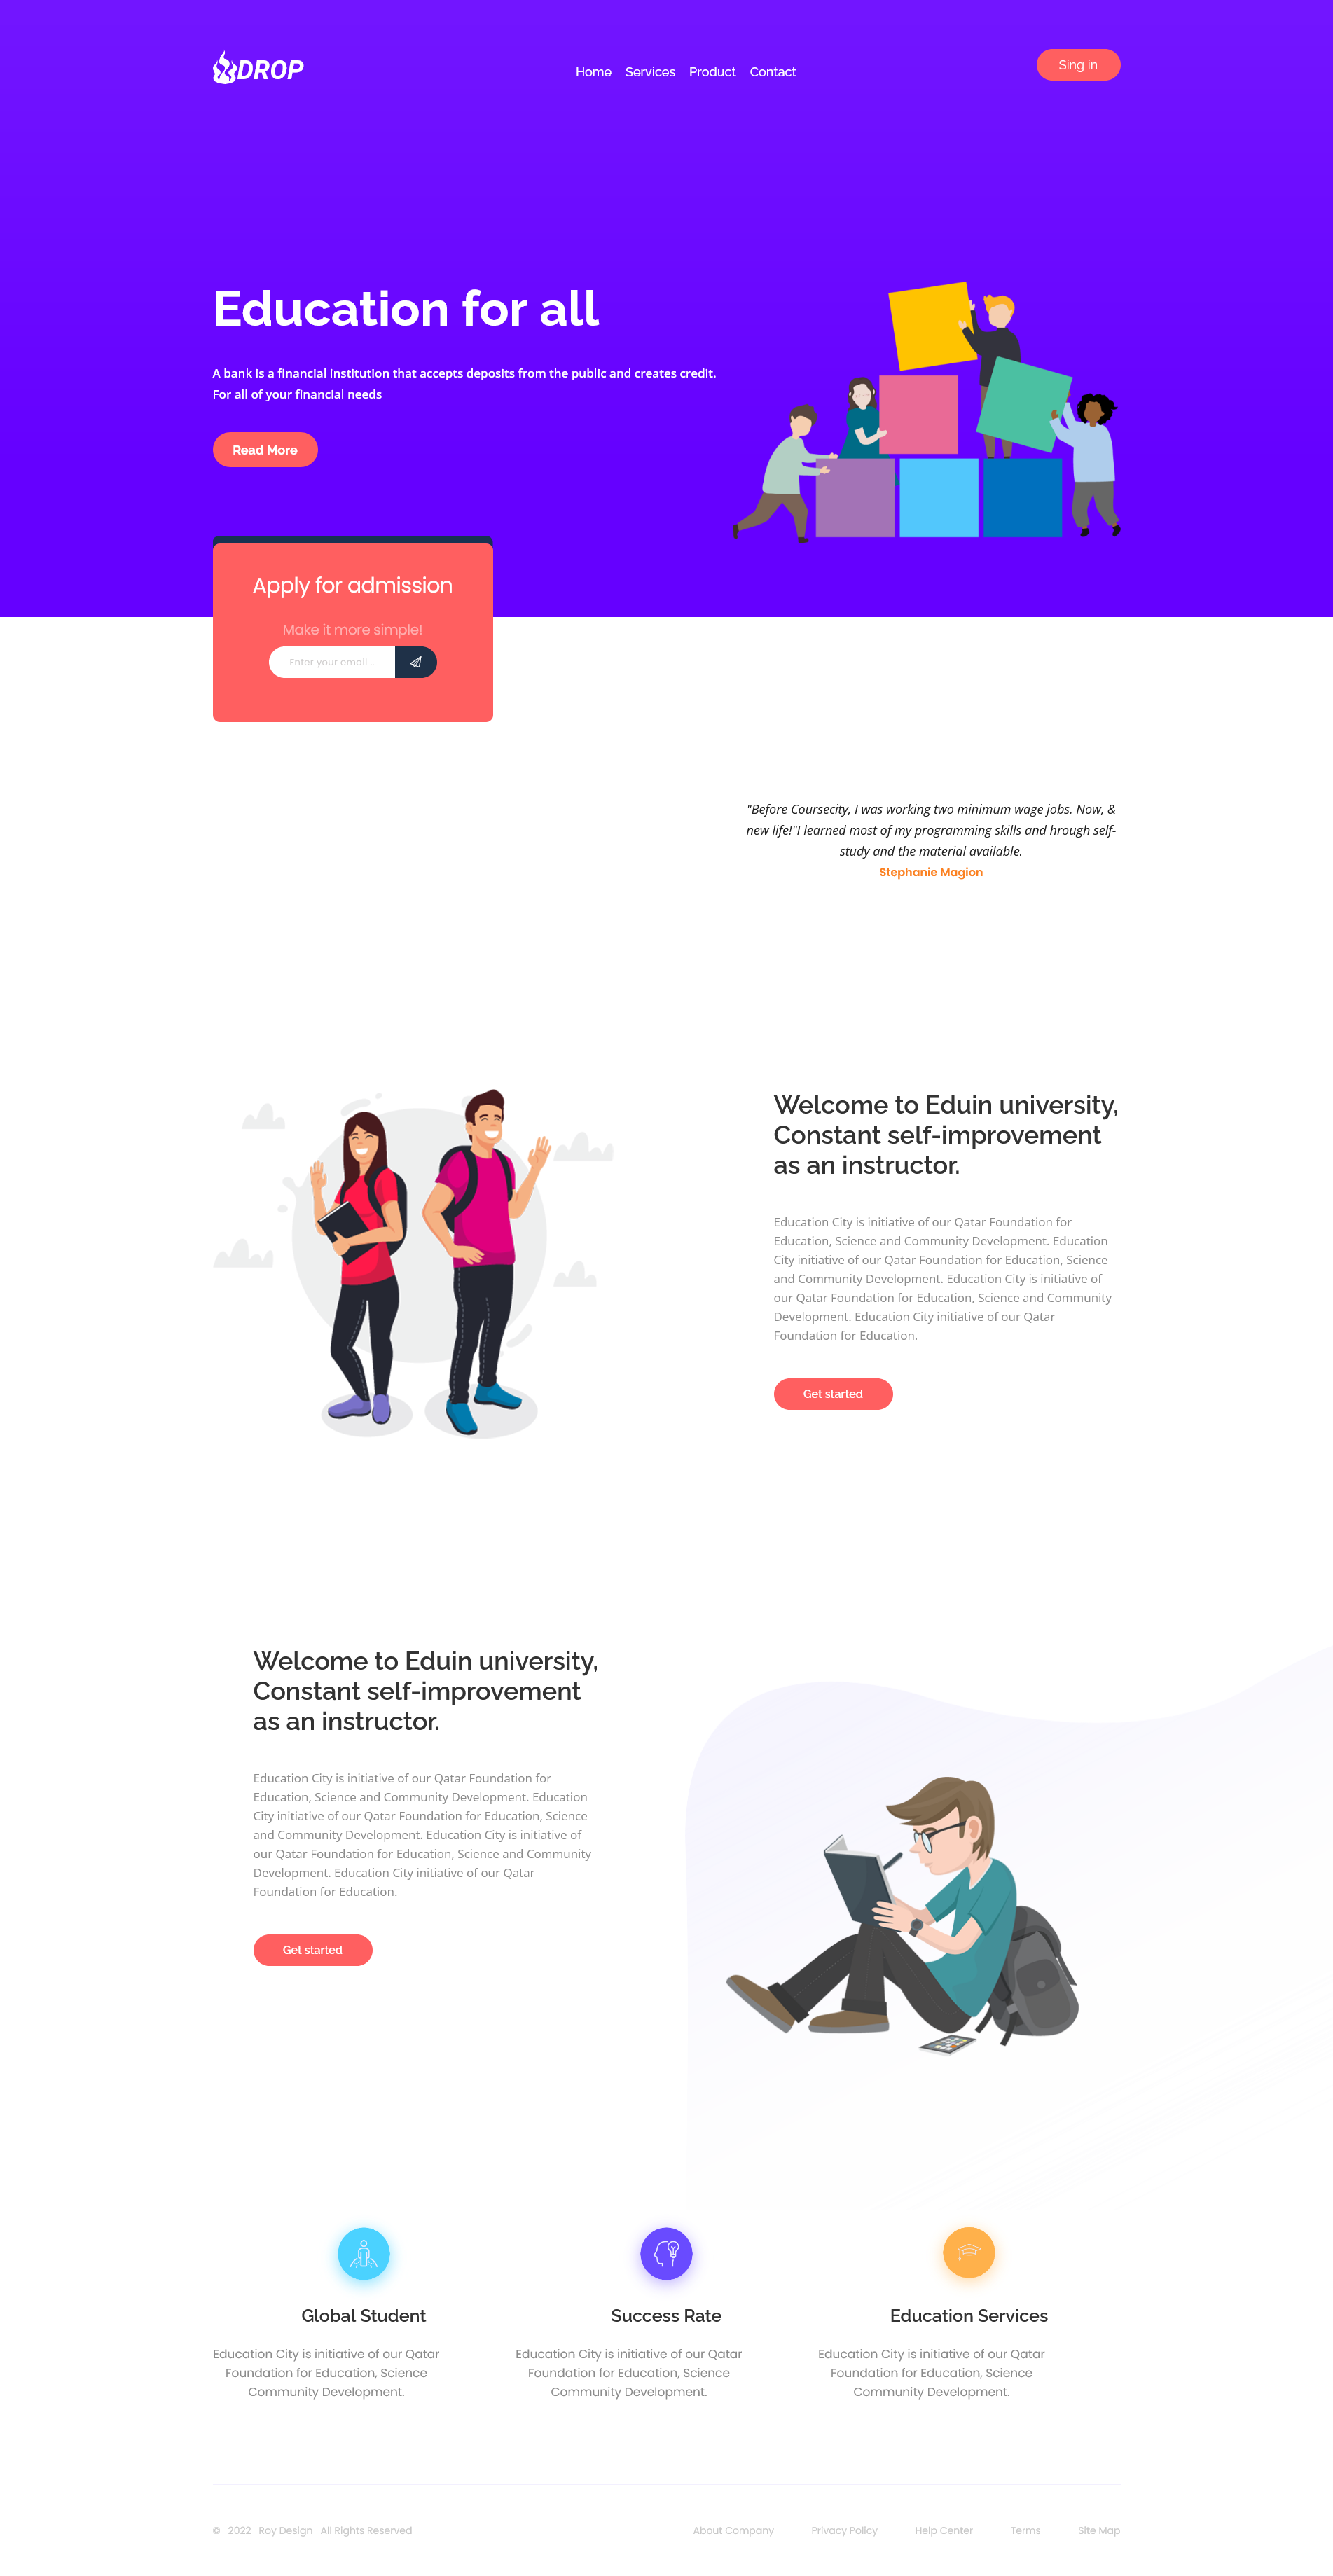 DROP
Home Services Product Contact
Sing in
Education for all
A bank is a financial institution that accepts deposits from the public and creates credit.
For all of your financial needs
Read More
Apply for admission
Make it more simple!
Enter your email ..
"Before Coursecity, I was working two minimum wage jobs. Now, &
new life!"I learned most of my programming skills and hrough self-
study and the material available.
Stephanie Magion
Welcome to Eduin university,
Constant self-improvement
as an instructor.
Education City is initiative of our Qatar Foundation for
Education, Science and Community Development. Education
City initiative of our Qatar Foundation for Education, Science
and Community Development. Education City is initiative of
our Qatar Foundation for Education, Science and Community
Development. Education City initiative of our Qatar
Foundation for Education.
Get started
Welcome to Eduin university,
Constant self-improvement
as an instructor.
Education City is initiative of our Qatar Foundation for
Education, Science and Community Development. Education
City initiative of our Qatar Foundation for Education, Science
and Community Development. Education City is initiative of
our Qatar Foundation for Education, Science and Community
Development. Education City initiative of our Qatar
Foundation for Education.
Get started
Global Student
Education City is initiative of our Qatar
Foundation for Education, Science
Community Development.
Success Rate
Education City is initiative of our Qatar
Foundation for Education, Science
Community Development.
Education Services
Education City is initiative of our Qatar
Foundation for Education, Science
Community Development.
© 2022 Roy Design All Rights Reserved
About Company Privacy Policy Help Center Terms Site Map